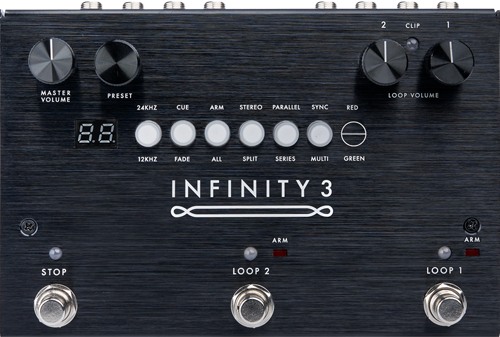 2 CLIP 1
MASTER VOLUME
PRESET
LOOP VOLUME
24KHZ CUE ARM STEREO PARALLEL SYNC RED
88
12KHZ FADE ALL SPLIT SERIES MULTI GREEN
INFINITY 3
ARM ARM
STOP LOOP 2 LOOP 1